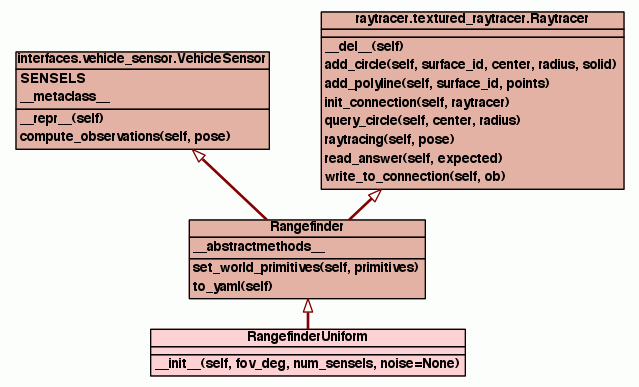 interfaces.vehicle_sensor.VehicleSensor
SENSELS
__metaclass__
__repr__(self)
compute_observations(self, pose)
raytracer.textured_raytracer.Raytracer
__del__(self)
add_circle(self, surface_id, center, radius, solid)
add_polyline(self, surface_id, points)
init_connection(self, raytracer)
query_circle(self, center, radius)
raytracing(self, pose)
read_answer(self, expected)
write_to_connection(self, ob)
Rangefinder
__abstractmethods__
set_world_primitives(self, primitives)
to_yaml(self)
RangefinderUniform
__init__(self, fov_deg, num_sensels, noise=None)